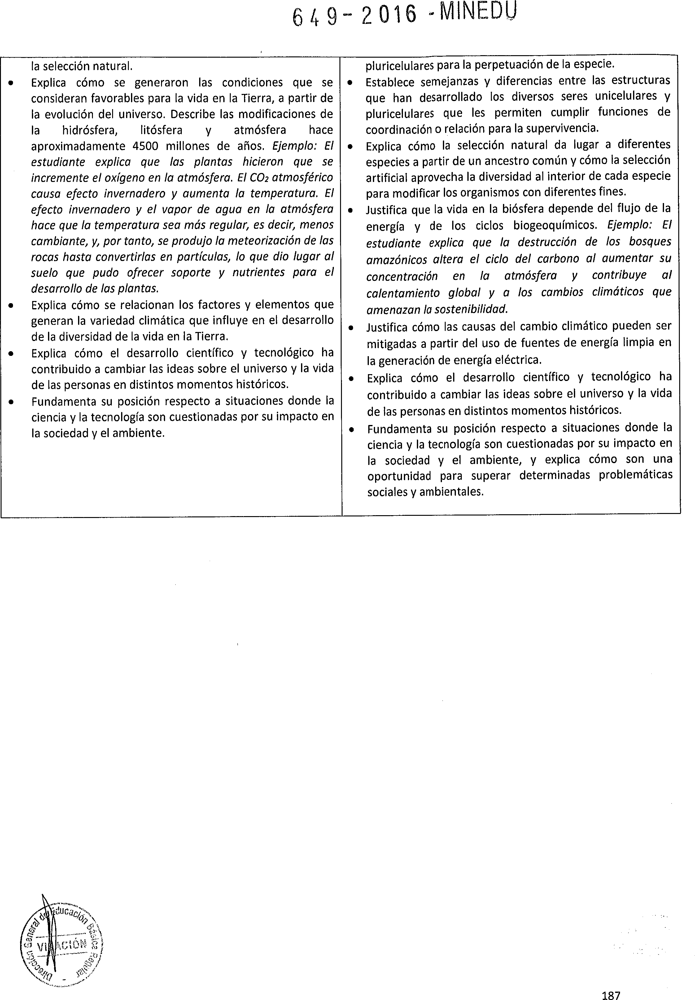 649-2016-MINEDU
la selección natural.
• Explica cómo se generaron las condiciones que se
consideran favorables para la vida en la Tierra, a partir de
la evolución del universo. Describe las modificaciones de
la hidrósfera, litósfera y atmósfera hace
aproximadamente 4500 millones de años. Ejemplo: El
estudiante explica que las plantas hicieron que se
incremente el oxígeno en la atmósfera. El CO2 atmosférico
causa efecto invernadero y aumenta la temperatura. El
efecto invernadero y el vapor de agua en la atmósfera
hace que la temperatura sea más regular, es decir, menos
cambiante, y, por tanto, se produjo la meteorización de las
rocas hasta convertirlas en partículas, lo que dio lugar al
suelo que pudo ofrecer soporte y nutrientes para el
desarrollo de las plantas.
• Explica cómo se relacionan los factores y elementos que
generan la variedad climática que influye en el desarrollo
de la diversidad de la vida en la Tierra.
• Explica cómo el desarrollo científico y tecnológico ha
contribuido a cambiar las ideas sobre el universo y la vida
de las personas en distintos momentos históricos.
• Fundamenta su posición respecto a situaciones donde la
ciencia y la tecnología son cuestionadas por su impacto en
la sociedad y el ambiente.
pluricelulares para la perpetuación de la especie.
• Establece semejanzas y diferencias entre las estructuras
que han desarrollado los diversos seres unicelulares y
pluricelulares que les permiten cumplir funciones de
coordinación o relación para la supervivencia.
• Explica cómo la selección natural da lugar a diferentes
especies a partir de un ancestro común y cómo la selección
artificial aprovecha la diversidad al interior de cada especie
para modificar los organismos con diferentes fines.
• Justifica que la vida en la biósfera depende del flujo de la
energía y de los ciclos biogeoquímicos. Ejemplo: El
estudiante explica que la destrucción de los bosques
amazónicos altera el ciclo del carbono al aumentar su
concentración en la atmósfera y contribuye al
calentamiento global y a los cambios climáticos que
amenazan la sostenibilidad.
• Justifica cómo las causas del cambio climático pueden ser
mitigadas a partir del uso de fuentes de energía limpia en
la generación de energía eléctrica.
• Explica cómo el desarrollo científico y tecnológico ha
contribuido a cambiar las ideas sobre el universo y la vida
de las personas en distintos momentos históricos.
• Fundamenta su posición respecto a situaciones donde la
ciencia y la tecnología son cuestionadas por su impacto en
la sociedad y el ambiente, y explica cómo son una
oportunidad para superar determinadas problemáticas
sociales y ambientales.
Dirección General de Educación Básica Regular
187